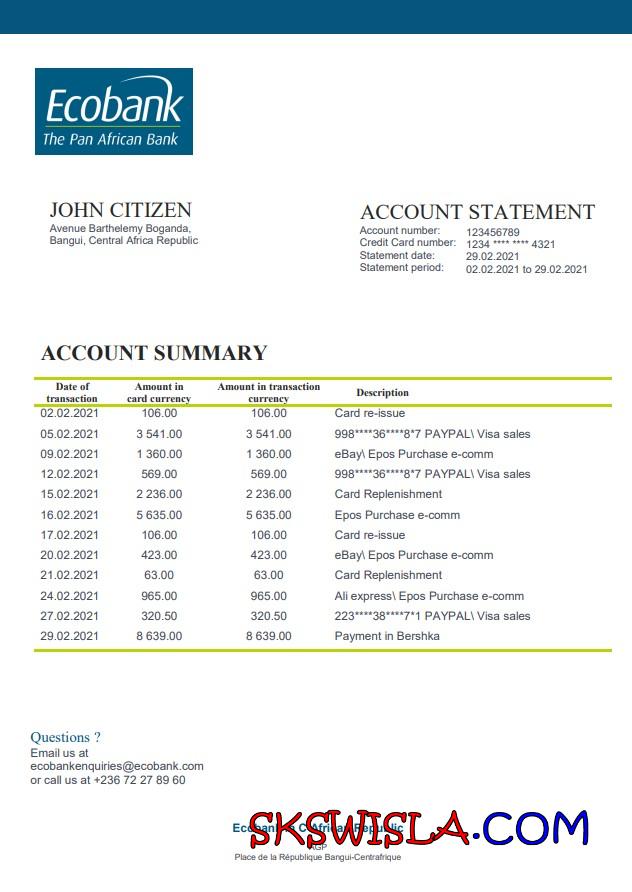 Ecobank
The Pan African Bank
JOHN CITIZEN
Avenue Barthelemy Boganda,
Bangui, Central Africa Republic
ACCOUNT STATEMENT
Account number: 123456789
Credit Card number: 1234 **** **** 4321
Statement date: 29.02.2021
Statement period: 02.02.2021 to 29.02.2021
ACCOUNT SUMMARY
Date of transaction Amount in card currency Amount in transaction currency Description
02.02.2021 106.00 106.00 Card re-issue
05.02.2021 3 541.00 3 541.00 998****36****8*7 PAYPAL\ Visa sales
09.02.2021 1 360.00 1 360.00 eBay\ Epos Purchase e-comm
12.02.2021 569.00 569.00 998****36****8*7 PAYPAL\ Visa sales
15.02.2021 2 236.00 2 236.00 Card Replenishment
16.02.2021 5 635.00 5 635.00 Epos Purchase e-comm
17.02.2021 106.00 106.00 Card re-issue
20.02.2021 423.00 423.00 eBay\ Epos Purchase e-comm
21.02.2021 63.00 63.00 Card Replenishment
24.02.2021 965.00 965.00 Ali express\ Epos Purchase e-comm
27.02.2021 320.50 320.50 223****38****7*1 PAYPAL\ Visa sales
29.02.2021 8 639.00 8 639.00 Payment in Bershka
Questions ?
Email us at
ecobankenquiries@ecobank.com
or call us at +236 72 27 89 60
SKSWISLA.COM
Place de la République Bangui-Centrafrique